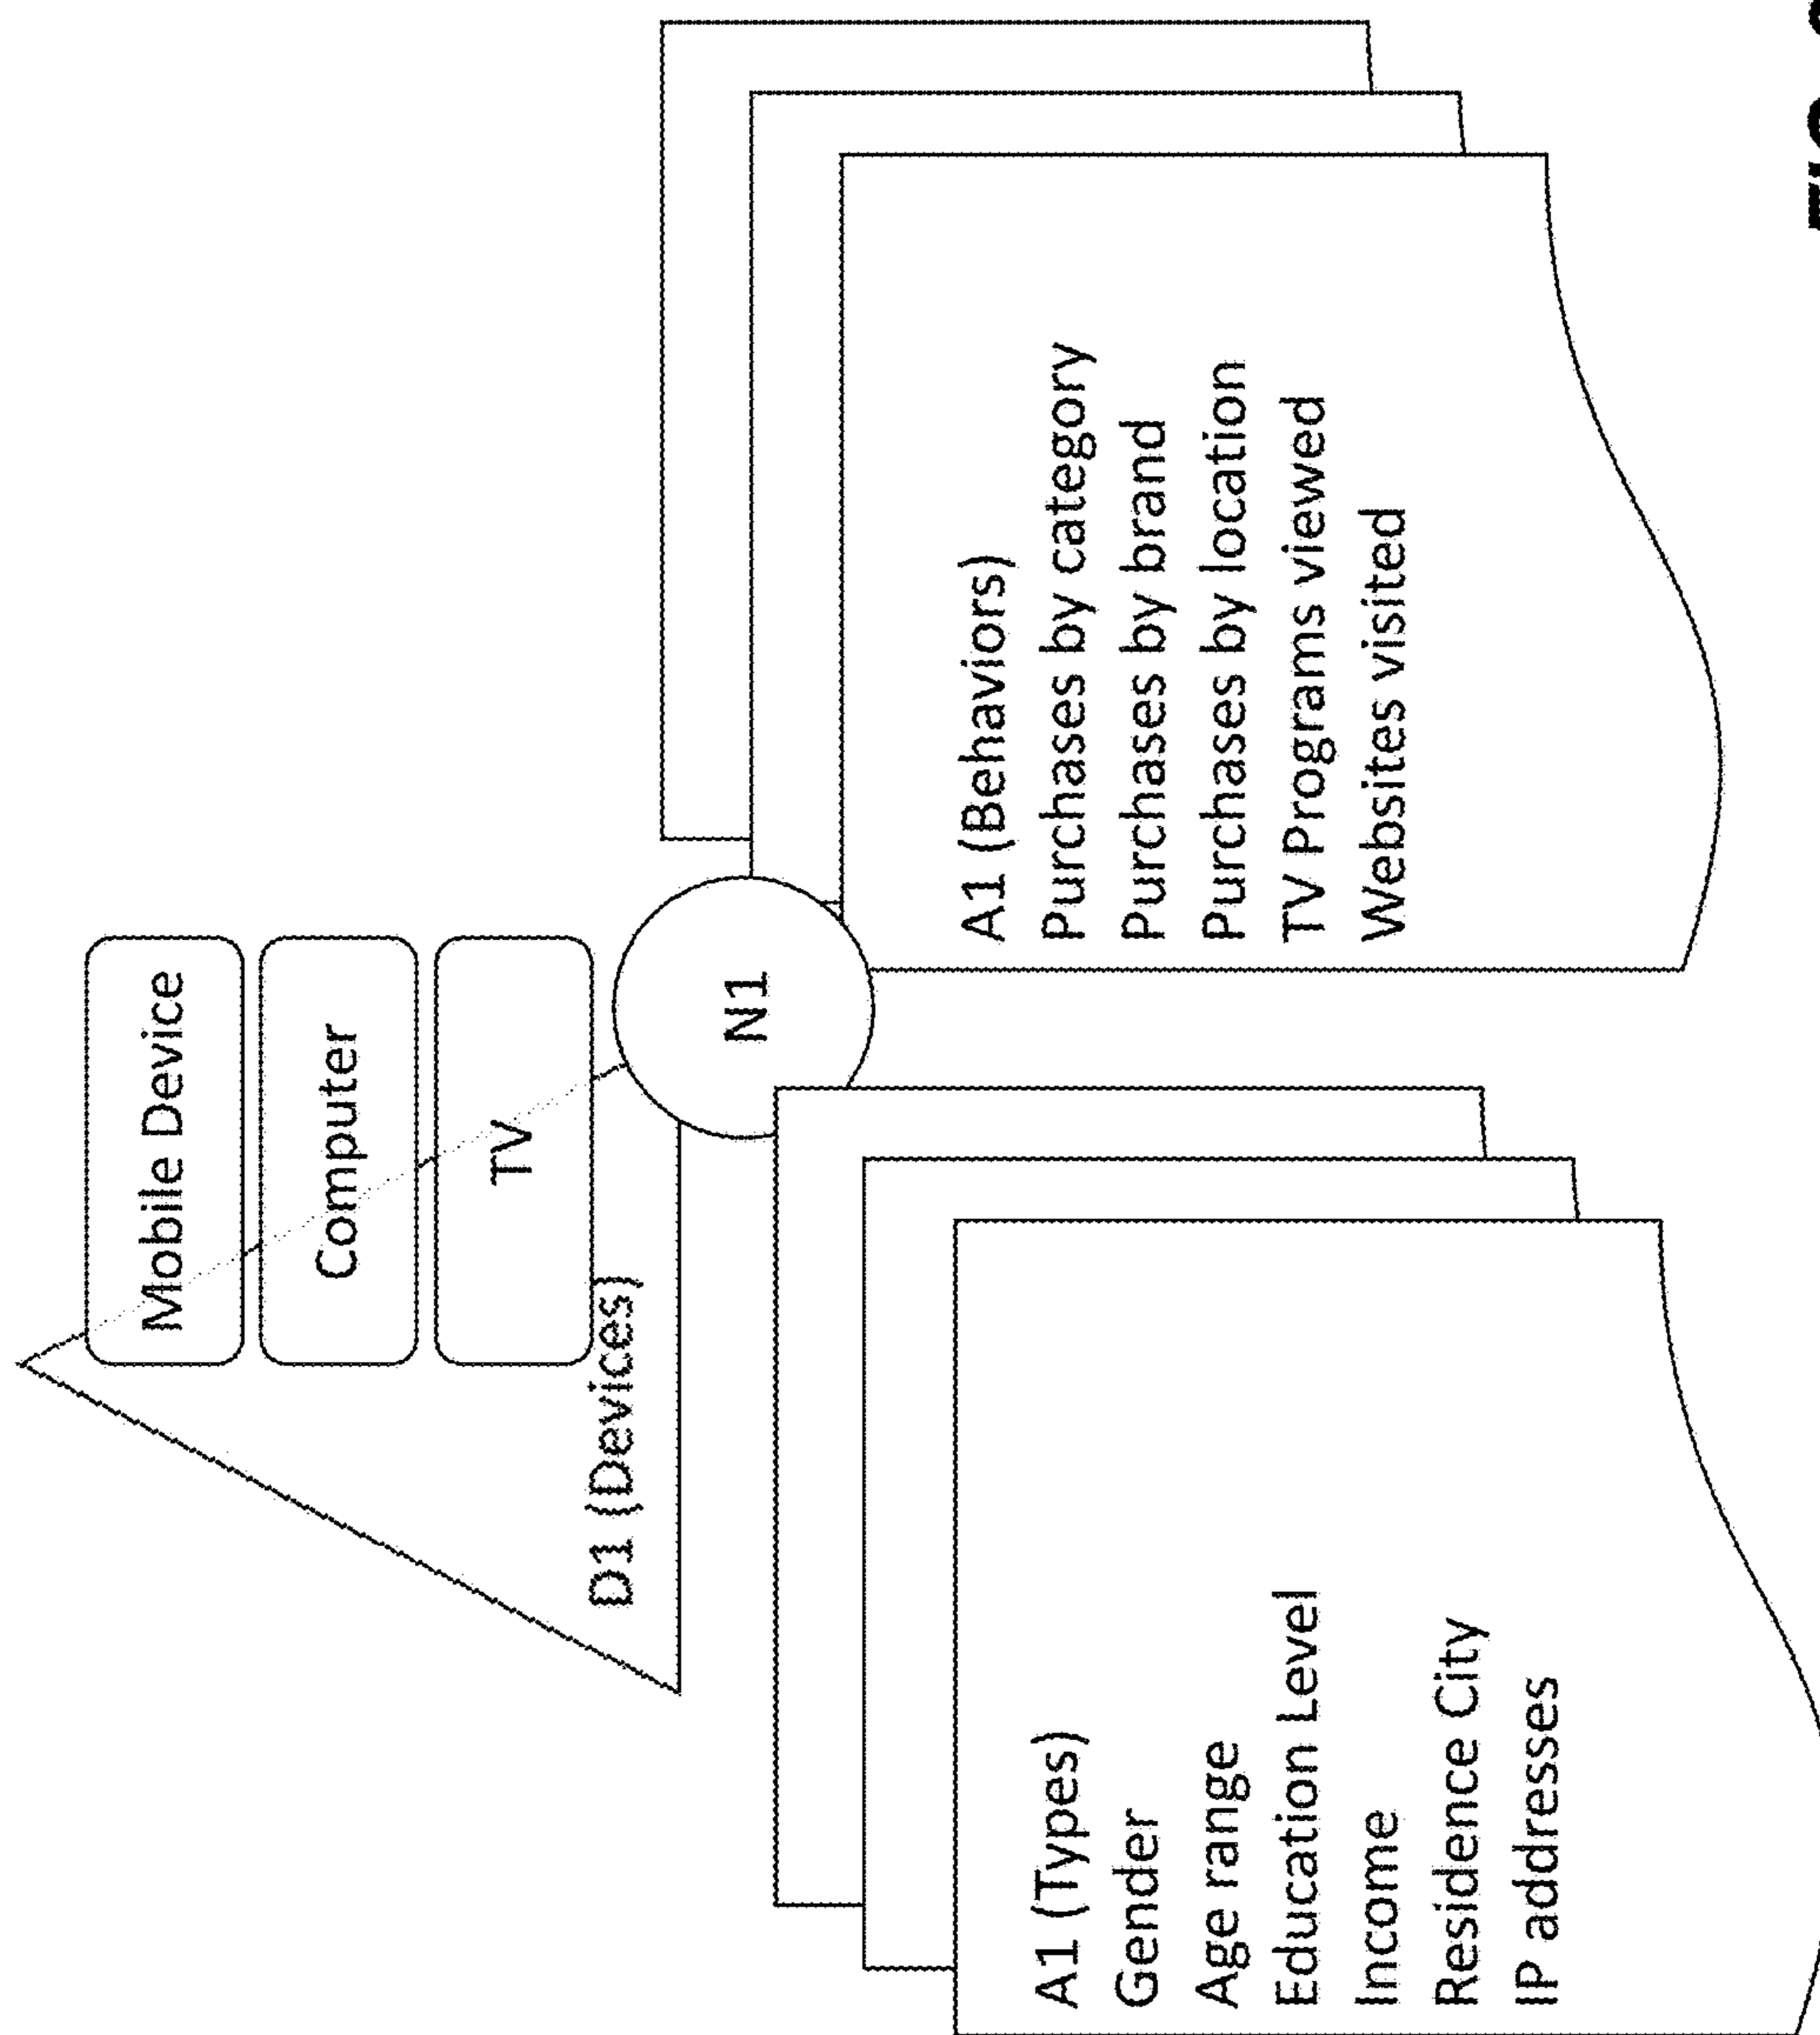 Mobile Device
Computer
TV
D1 (Devices)
N1
A1 (Types)
Gender
Age range
Education Level
Income
Residence City
IP addresses
A1 (Behaviors)
Purchases by category
Purchases by brand
Purchases by location
TV Programs viewed
Websites visited